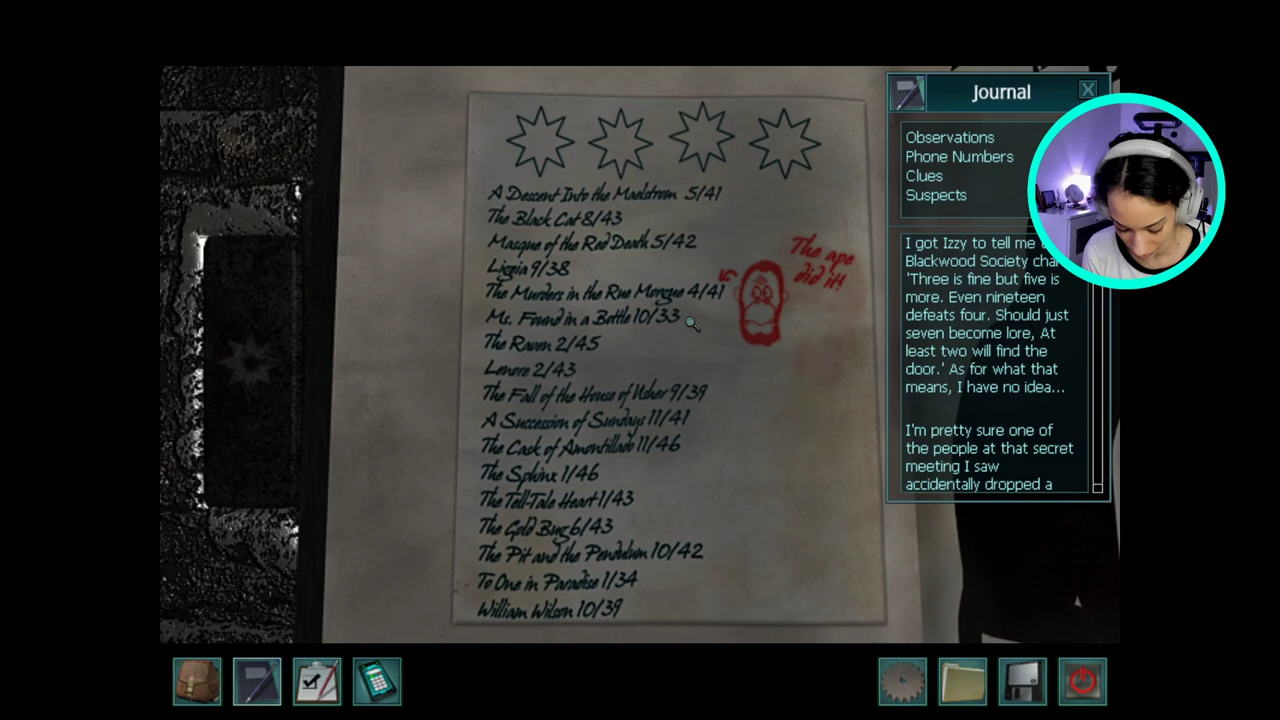 Journal
Observations
Phone Numbers
Clues
Suspects
A Descent Into the Maelstrom 5/41
The Black Cat 8/43
Masque of the Red Death 5/42
Liggia 9/38
The Murders in the Rue Morgue 4/41
Ms. Found in a Bottle 10/33
The Raven 2/45
Lenore 2/43
The Fall of the House of Usher 9/39
A Succession of Sundays 11/41
The Cask of Amontillado 11/46
The Sphinx 1/46
The Tell-Tale Heart 1/43
The Gold Bug 6/43
The Pit and the Pendulum 10/42
To One in Paradise 1/34
William Wilson 10/39
The ape
did it!
I got Izzy to tell me
Blackwood Society
'Three is fine but five is
more. Even nineteen
defeats four. Should just
seven become lore, At
least two will find the
door.' As for what that
means, I have no idea...
I'm pretty sure one of
the people at that secret
meeting I saw
accidentally dropped a